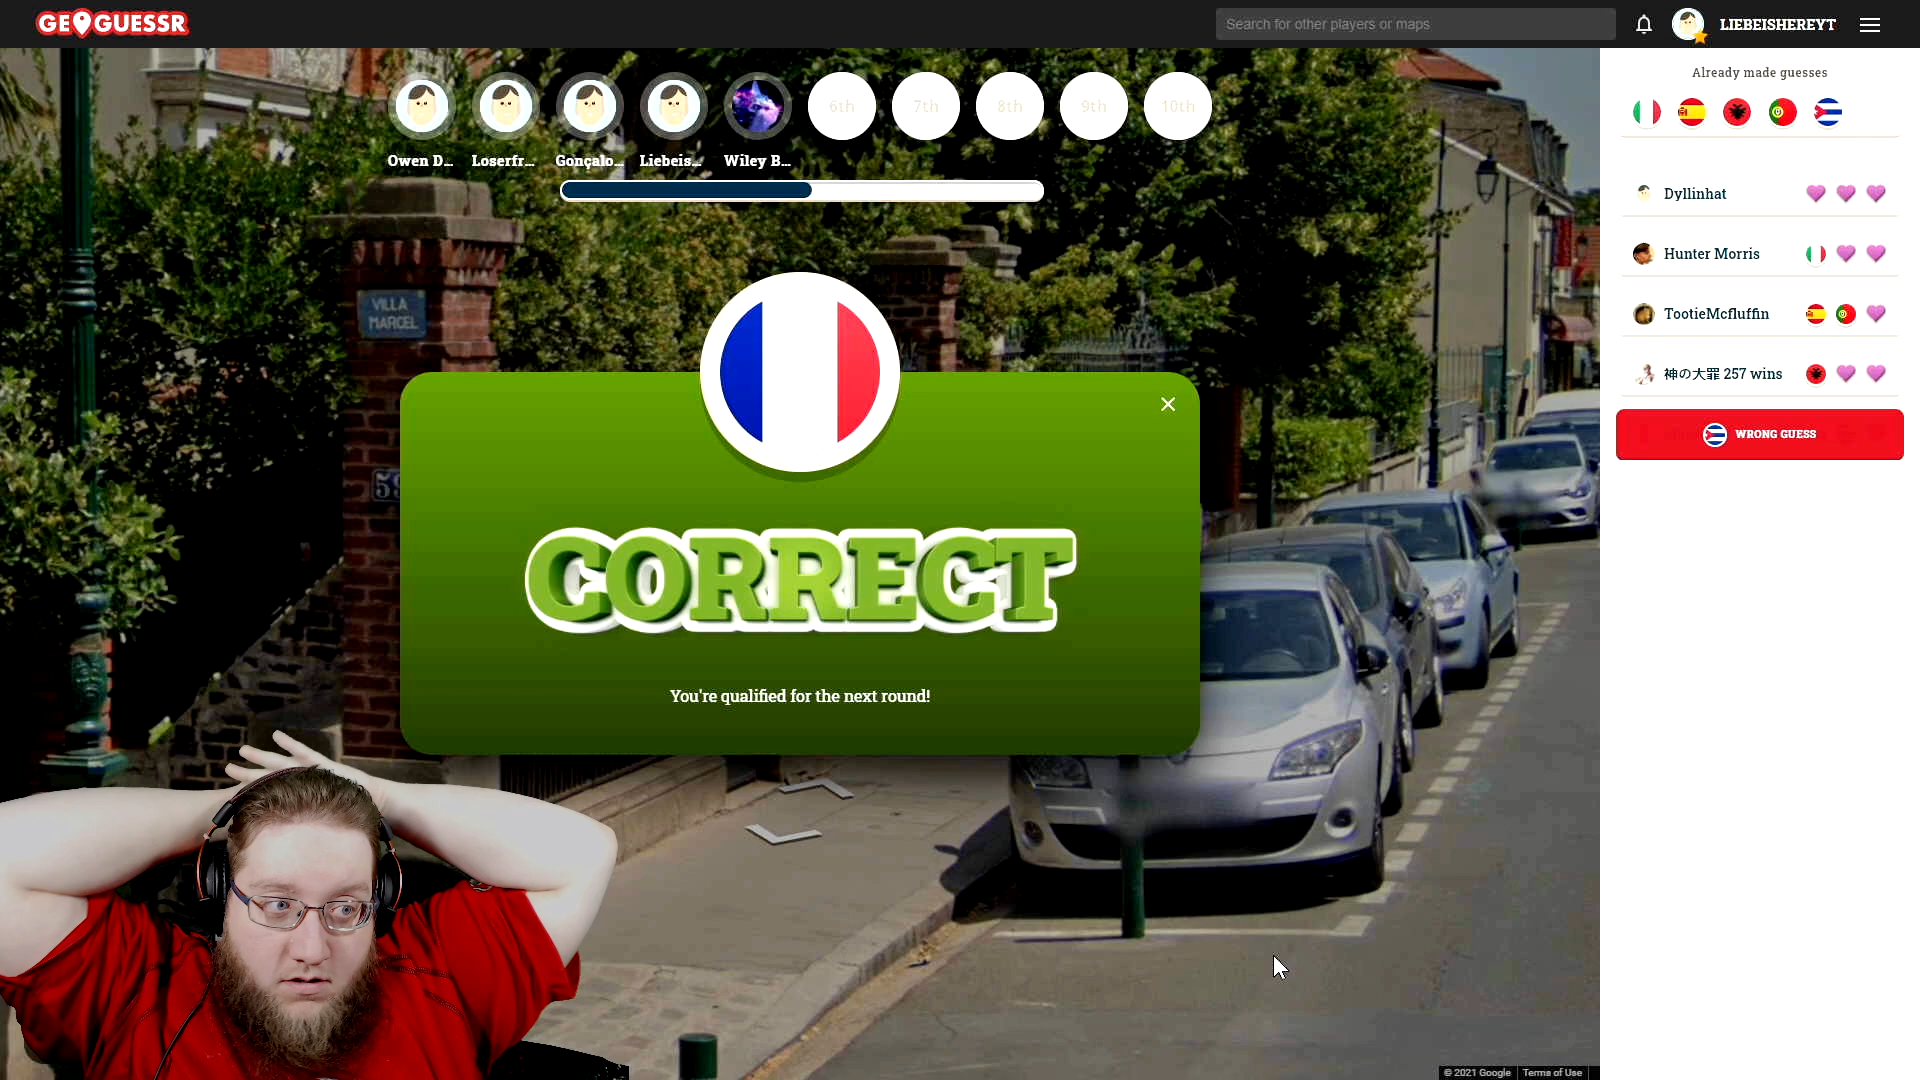 GEOGUESSR
Search for other players or maps
LIEBEISHEREYT
Already made guesses
6th
7th
8th
9th
10th
Owen D...
Loserfr...
Gonçalo...
Liebeis...
Wiley B...
Dyllinhat
Hunter Morris
TootieMcfluffin
神の大罪 257 wins
WRONG GUESS
VILLA
MARCEL
CORRECT
You're qualified for the next round!
© 2021 Google
Terms of Use